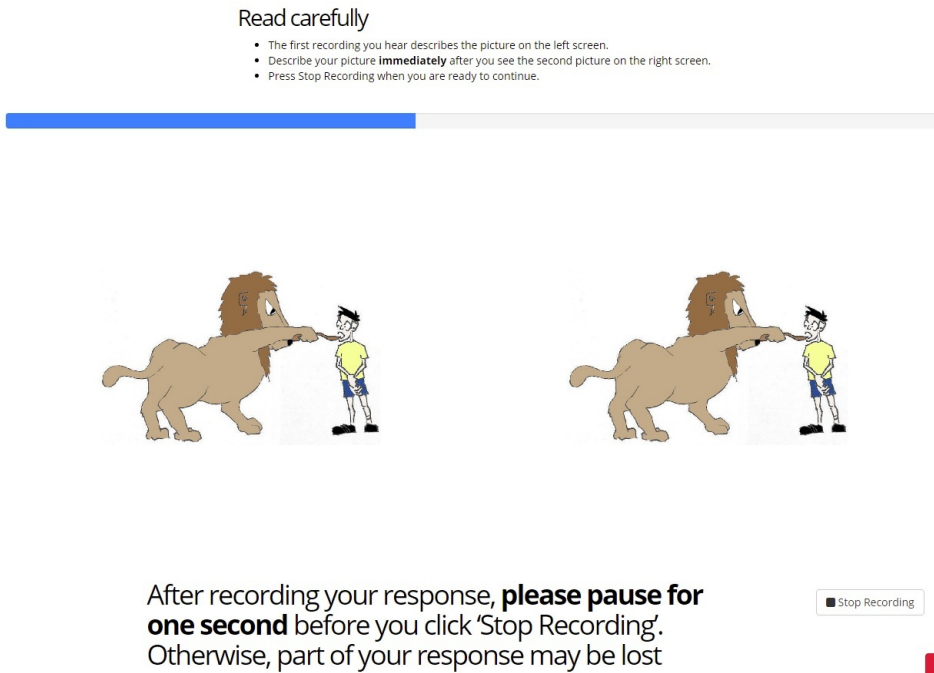 Read carefully
The first recording you hear describes the picture on the left screen.
Describe your picture immediately after you see the second picture on the right screen.
Press Stop Recording when you are ready to continue.
After recording your response, please pause for
one second before you click ‘Stop Recording’.
Otherwise, part of your response may be lost
Stop Recording